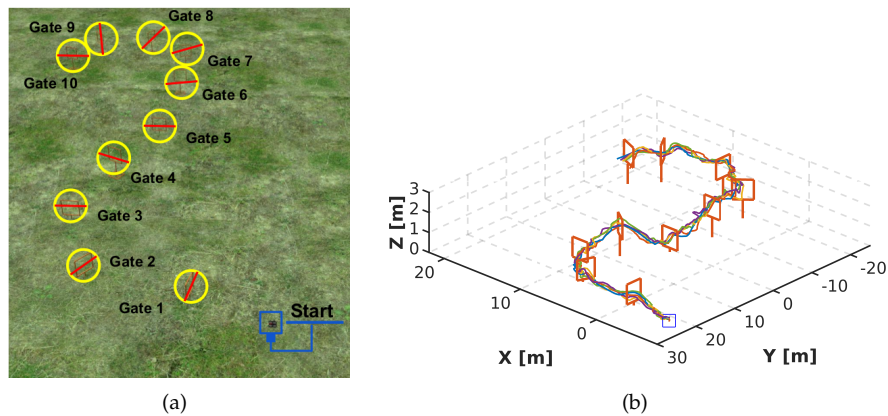 Gate 8
Gate 9
Gate 7
Gate 10
Gate 6
Gate 5
Gate 4
Gate 3
Gate 2
Gate 1
Start
(a)
Z [m]
3
2
1
0
20
10
0
X [m]
30
20
10
0
-10
-20
Y [m]
(b)